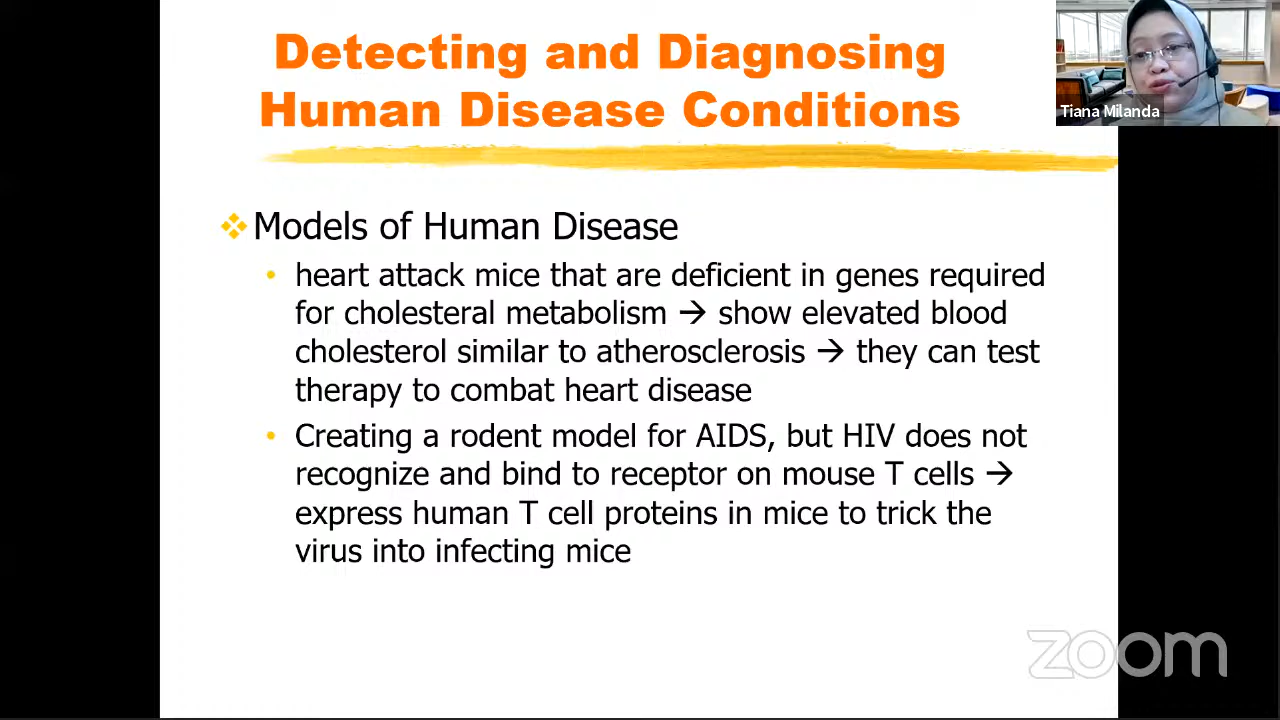 Detecting and Diagnosing
Human Disease Conditions
Tiana Milanda
❖ Models of Human Disease
• heart attack mice that are deficient in genes required
for cholesteral metabolism → show elevated blood
cholesterol similar to atherosclerosis → they can test
therapy to combat heart disease
• Creating a rodent model for AIDS, but HIV does not
recognize and bind to receptor on mouse T cells →
express human T cell proteins in mice to trick the
virus into infecting mice
zoom